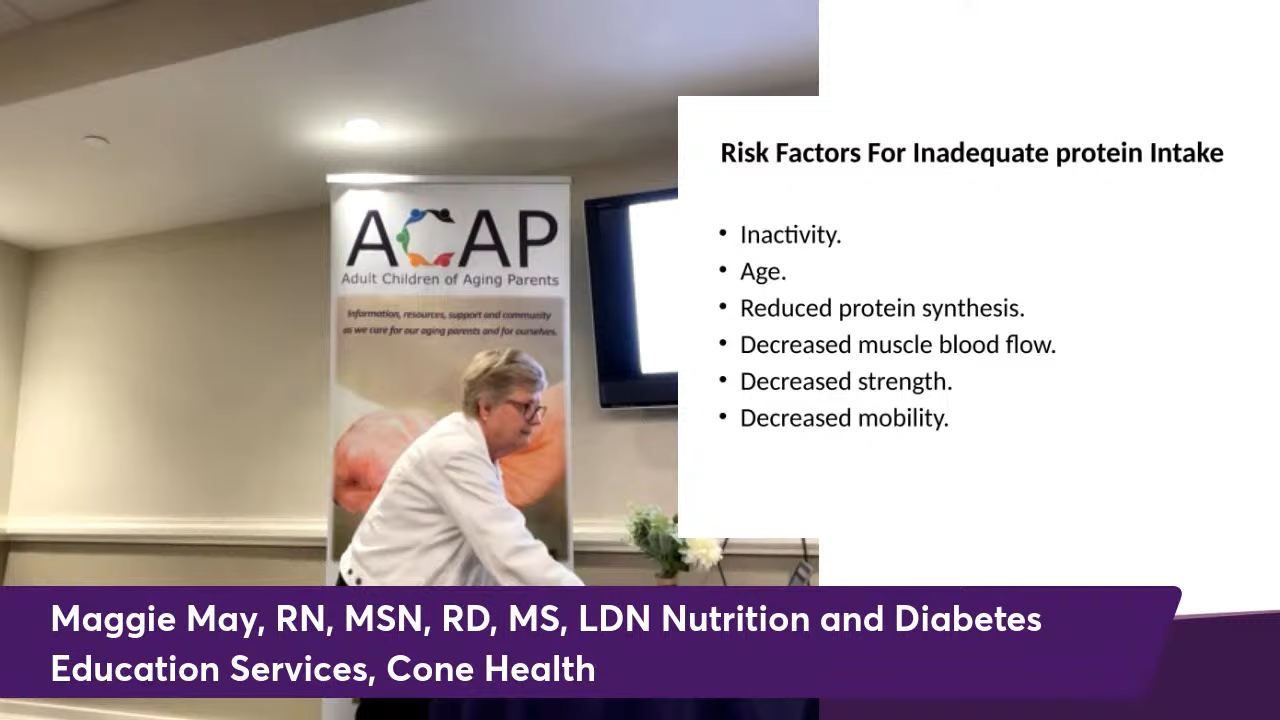 ACAP
Adult Children of Aging Parents
Information, resources, support and community
as we care for our aging parents and for ourselves.
Risk Factors For Inadequate protein Intake
• Inactivity.
• Age.
• Reduced protein synthesis.
• Decreased muscle blood flow.
• Decreased strength.
• Decreased mobility.
Maggie May, RN, MSN, RD, MS, LDN Nutrition and Diabetes
Education Services, Cone Health